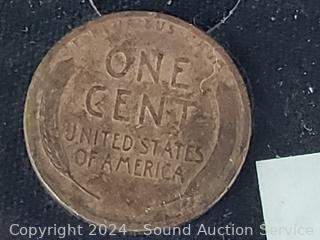 ONE
CENT
UNITED STATES
OF AMERICA
Copyright 2024 - Sound Auction Service